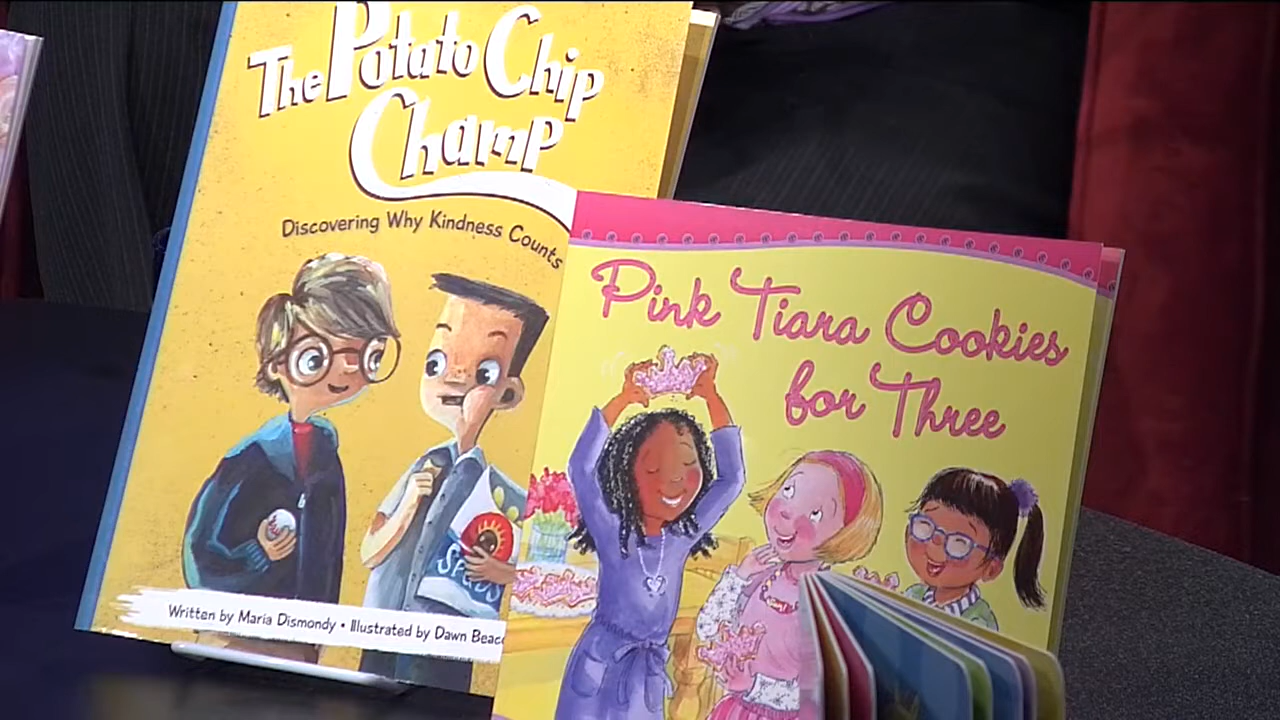 The Potato Chip
Champ
Discovering Why Kindness Counts
Written by Maria Dismondy • Illustrated by Dawn
Pink Tiara Cookies
for Three